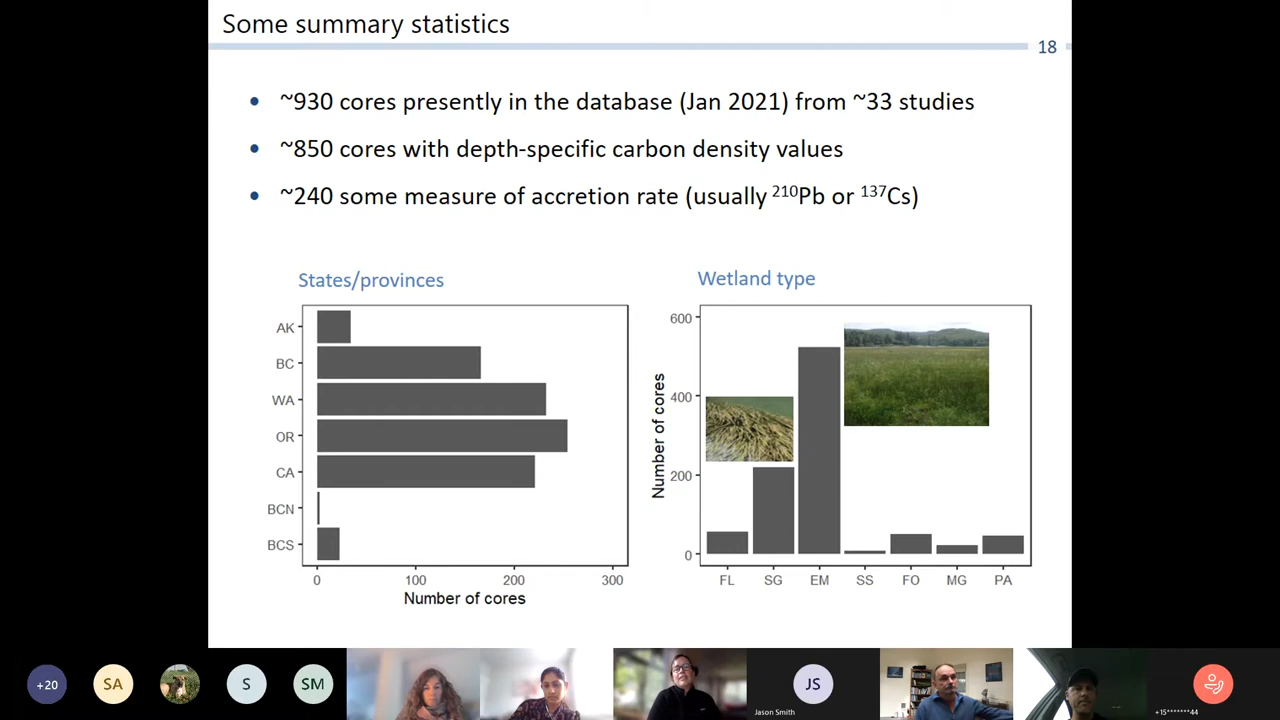 Some summary statistics
18
• ~930 cores presently in the database (Jan 2021) from ~33 studies
• ~850 cores with depth-specific carbon density values
• ~240 some measure of accretion rate (usually ²¹⁰Pb or ¹³⁷Cs)
States/provinces
AK
BC
WA
OR
CA
BCN
BCS
0 100 200 300
Number of cores
Wetland type
Number of cores
600
400
200
0
FL SG EM SS FO MG PA
+20 SA S SM JS
Jason Smith
+15*******44